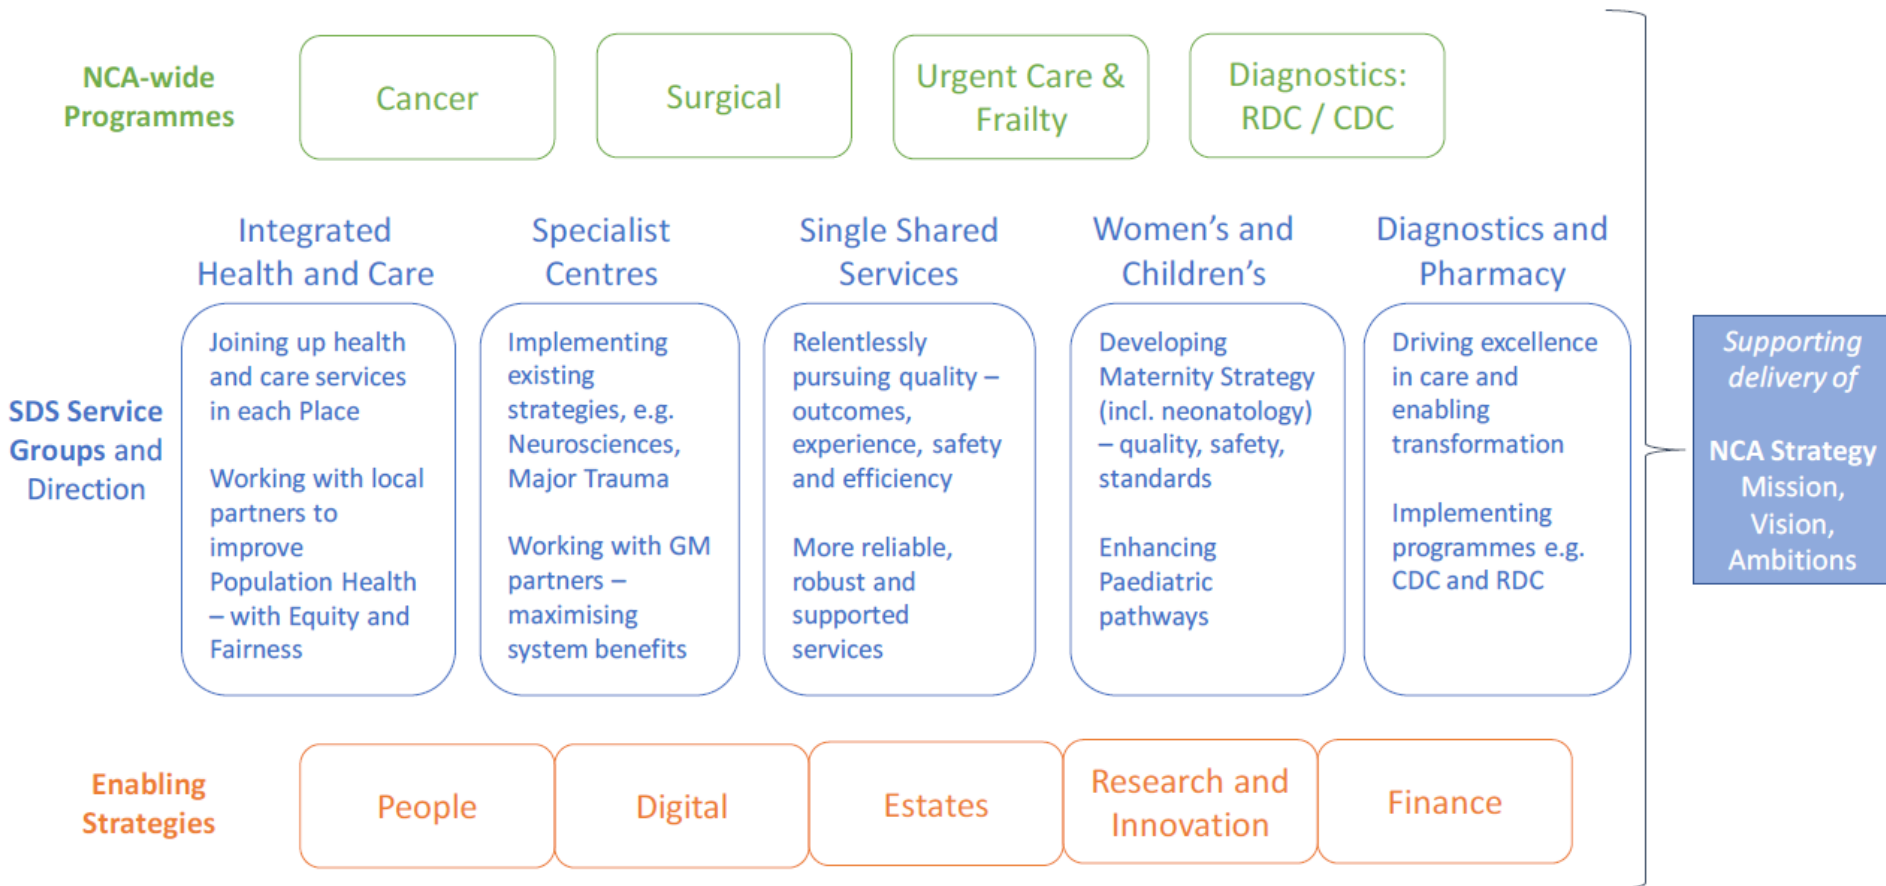 NCA-wide
Programmes
Cancer
Surgical
Urgent Care &
Frailty
Diagnostics:
RDC / CDC
SDS Service
Groups and
Direction
Integrated
Health and Care
Joining up health
and care services
in each Place
Working with local
partners to
improve
Population Health
– with Equity and
Fairness
Specialist
Centres
Implementing
existing
strategies, e.g.
Neurosciences,
Major Trauma
Working with GM
partners –
maximising
system benefits
Single Shared
Services
Relentlessly
pursuing quality –
outcomes,
experience, safety
and efficiency
More reliable,
robust and
supported
services
Women’s and
Children’s
Developing
Maternity Strategy
(incl. neonatology)
– quality, safety,
standards
Enhancing
Paediatric
pathways
Diagnostics and
Pharmacy
Driving excellence
in care and
enabling
transformation
Implementing
programmes e.g.
CDC and RDC
Enabling
Strategies
People
Digital
Estates
Research and
Innovation
Finance
Supporting
delivery of
NCA Strategy
Mission,
Vision,
Ambitions